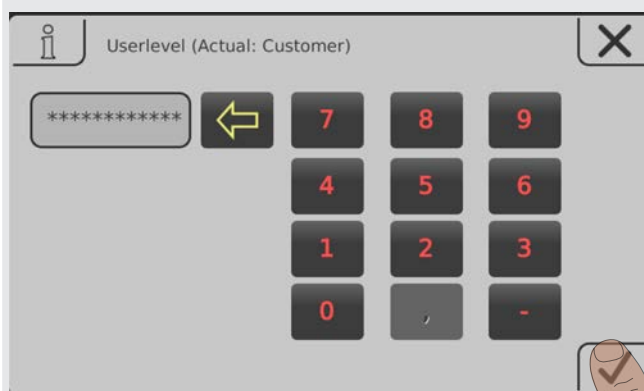 Userlevel (Actual: Customer)
************ 7 8 9
4 5 6
1 2 3
0 , -